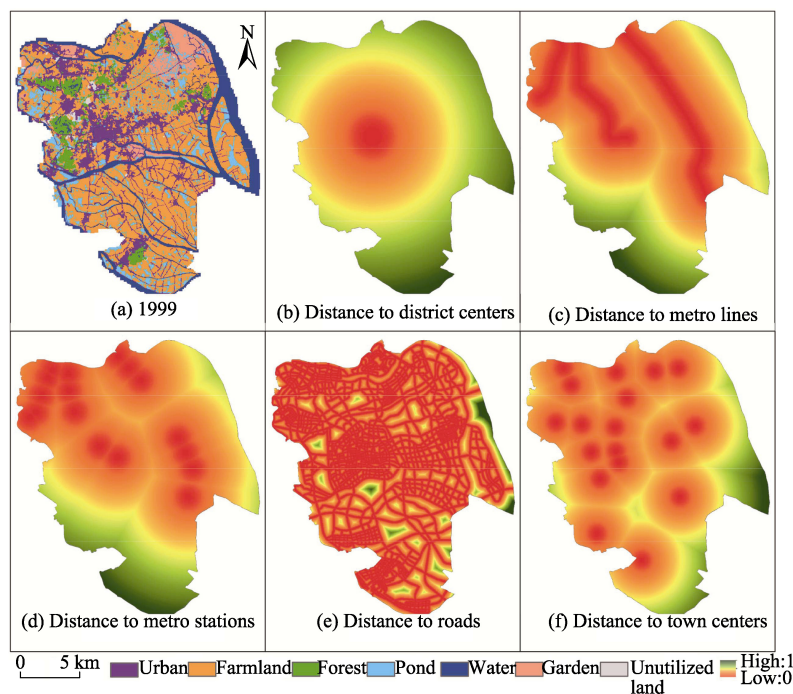 N
(a) 1999
(b) Distance to district centers
(c) Distance to metro lines
(d) Distance to metro stations
(e) Distance to roads
(f) Distance to town centers
0 5 km
Urban Farmland Forest Pond Water Garden Unutilized land
High:1
Low:0